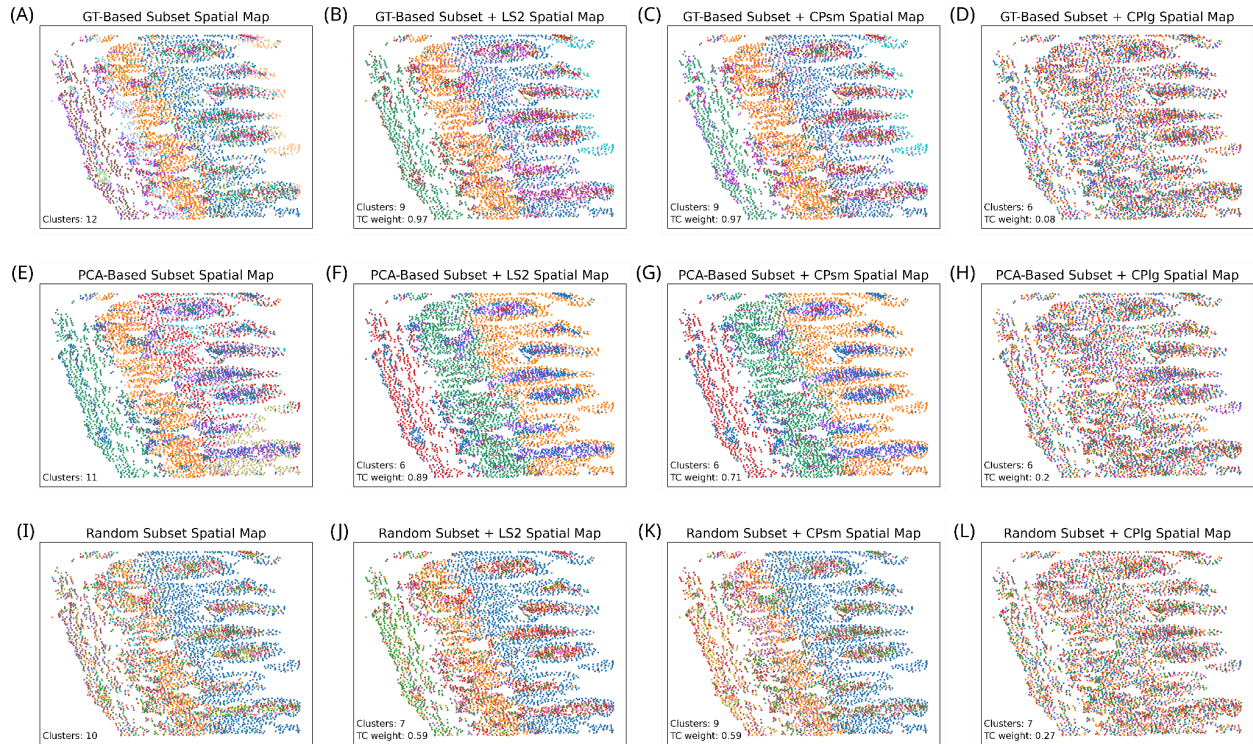 (A) GT-Based Subset Spatial Map
Clusters: 12
(B) GT-Based Subset + LS2 Spatial Map
Clusters: 9
TC weight: 0.97
(C) GT-Based Subset + CPsm Spatial Map
Clusters: 9
TC weight: 0.97
(D) GT-Based Subset + CPlg Spatial Map
Clusters: 6
TC weight: 0.08
(E) PCA-Based Subset Spatial Map
Clusters: 11
(F) PCA-Based Subset + LS2 Spatial Map
Clusters: 6
TC weight: 0.89
(G) PCA-Based Subset + CPsm Spatial Map
Clusters: 6
TC weight: 0.71
(H) PCA-Based Subset + CPlg Spatial Map
Clusters: 6
TC weight: 0.2
(I) Random Subset Spatial Map
Clusters: 10
(J) Random Subset + LS2 Spatial Map
Clusters: 7
TC weight: 0.59
(K) Random Subset + CPsm Spatial Map
Clusters: 9
TC weight: 0.59
(L) Random Subset + CPlg Spatial Map
Clusters: 7
TC weight: 0.27